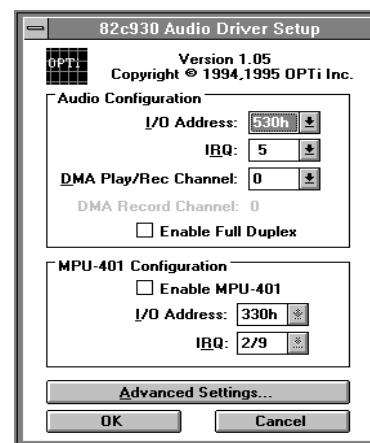 82c930 Audio Driver Setup
OPTi
Version 1.05
Copyright © 1994,1995 OPTi Inc.
Audio Configuration
I/O Address: 530h
IRQ: 5
DMA Play/Rec Channel: 0
DMA Record Channel: 0
Enable Full Duplex
MPU-401 Configuration
Enable MPU-401
I/O Address: 330h
IRQ: 2/9
Advanced Settings...
OK Cancel